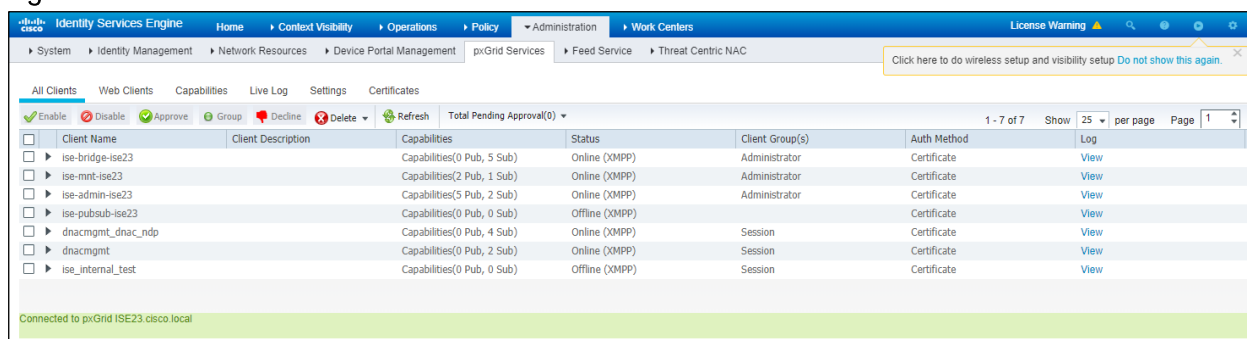 cisco Identity Services Engine Home Context Visibility Operations Policy Administration Work Centers License Warning
System Identity Management Network Resources Device Portal Management pxGrid Services Feed Service Threat Centric NAC
Click here to do wireless setup and visibility setup Do not show this again.
All Clients Web Clients Capabilities Live Log Settings Certificates
Enable Disable Approve Group Decline Delete Refresh Total Pending Approval(0) 1 - 7 of 7 Show 25 per page Page 1
Client Name Client Description Capabilities Status Client Group(s) Auth Method Log
ise-bridge-ise23 Capabilities(0 Pub, 5 Sub) Online (XMPP) Administrator Certificate View
ise-mnt-ise23 Capabilities(2 Pub, 1 Sub) Online (XMPP) Administrator Certificate View
ise-admin-ise23 Capabilities(5 Pub, 2 Sub) Online (XMPP) Administrator Certificate View
ise-pubsub-ise23 Capabilities(0 Pub, 0 Sub) Offline (XMPP) Certificate View
dnacmgmt_dnac_ndp Capabilities(0 Pub, 4 Sub) Online (XMPP) Session Certificate View
dnacmgmt Capabilities(0 Pub, 2 Sub) Online (XMPP) Session Certificate View
ise_internal_test Capabilities(0 Pub, 0 Sub) Offline (XMPP) Session Certificate View
Connected to pxGrid ISE23.cisco.local